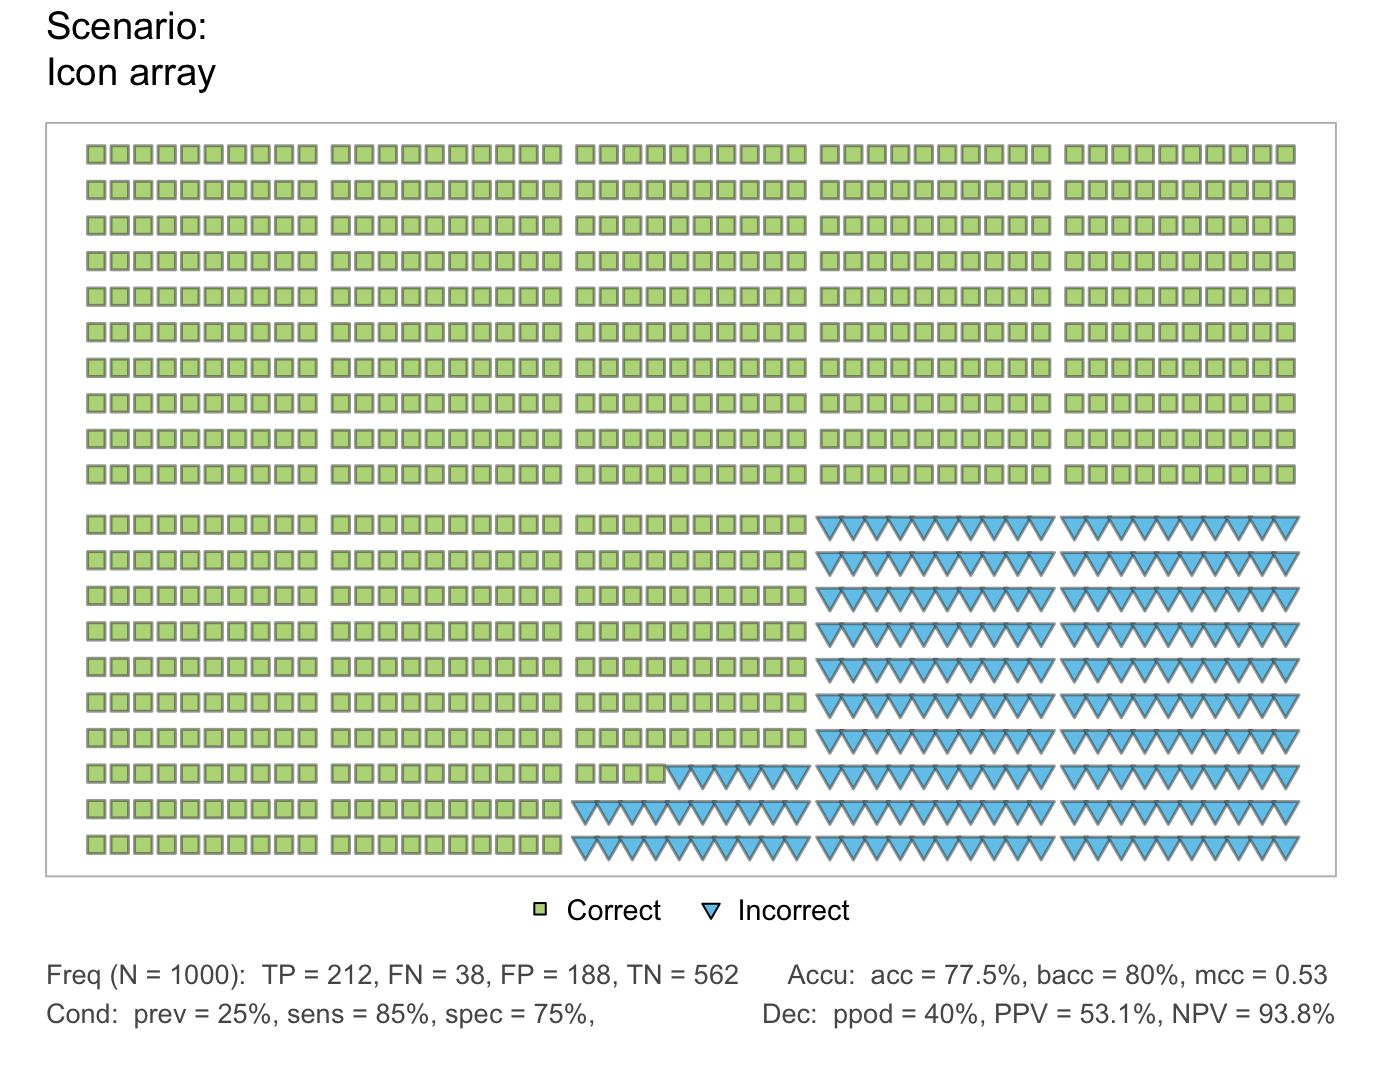 Scenario:
Icon array
Correct Incorrect
Freq (N = 1000): TP = 212, FN = 38, FP = 188, TN = 562 Accu: acc = 77.5%, bacc = 80%, mcc = 0.53
Cond: prev = 25%, sens = 85%, spec = 75%, Dec: ppod = 40%, PPV = 53.1%, NPV = 93.8%